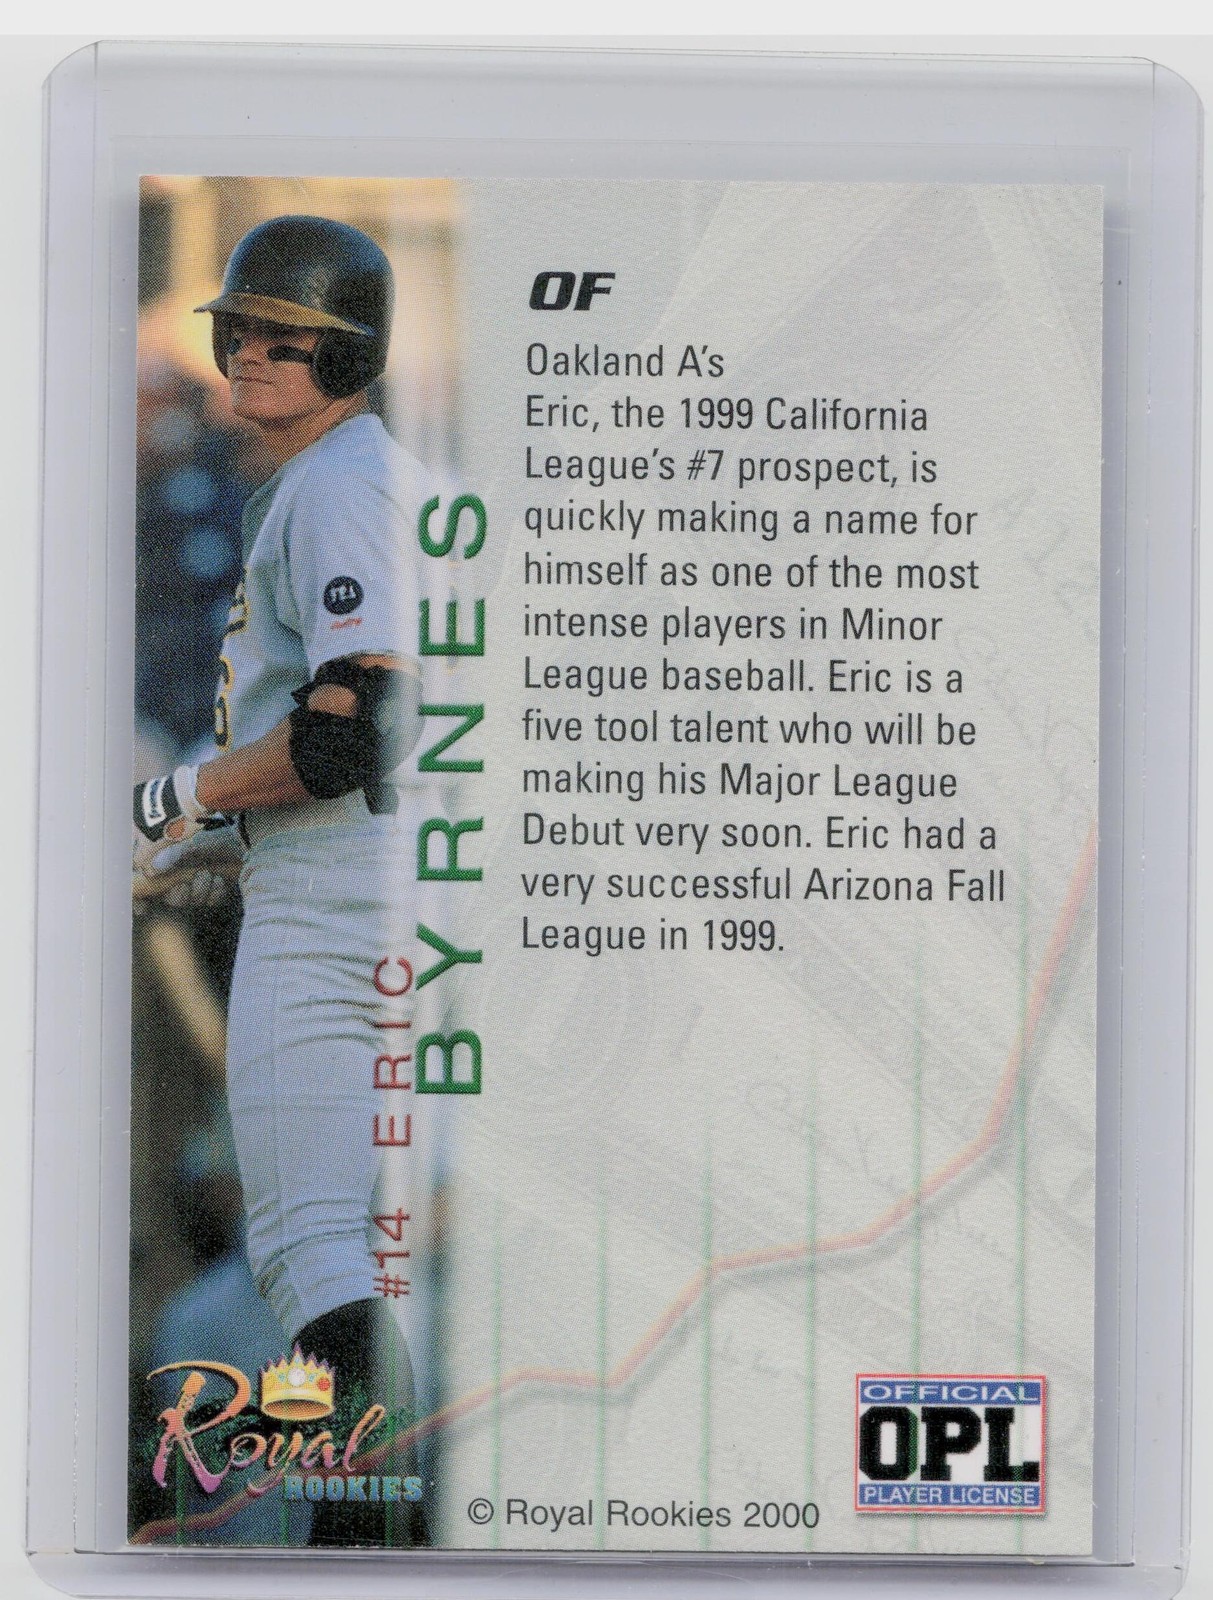 OF
Oakland A's
Eric, the 1999 California
League's #7 prospect, is
quickly making a name for
himself as one of the most
intense players in Minor
League baseball. Eric is a
five tool talent who will be
making his Major League
Debut very soon. Eric had a
very successful Arizona Fall
League in 1999.
#14 ERIC
BYRNES
Royal
ROOKIES
© Royal Rookies 2000
OFFICIAL
OPL
PLAYER LICENSE